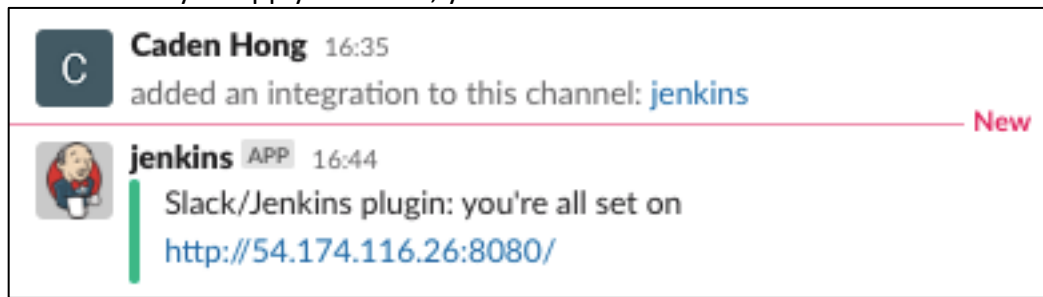 C
Caden Hong 16:35
added an integration to this channel: jenkins
New
jenkins APP 16:44
Slack/Jenkins plugin: you're all set on
http://54.174.116.26:8080/